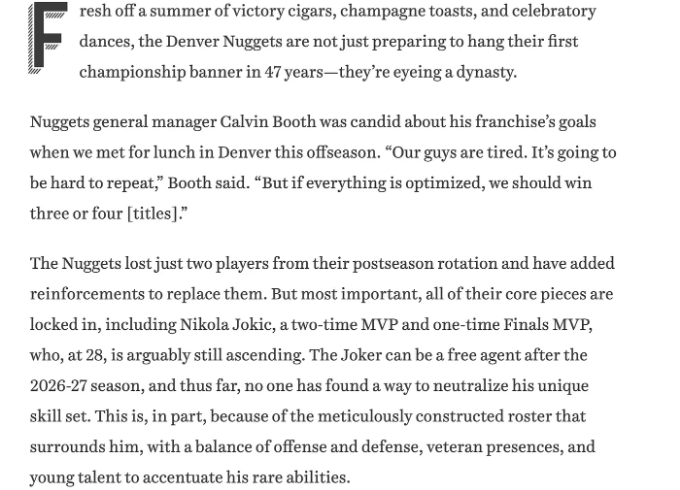 Fresh off a summer of victory cigars, champagne toasts, and celebratory
dances, the Denver Nuggets are not just preparing to hang their first
championship banner in 47 years—they’re eyeing a dynasty.
Nuggets general manager Calvin Booth was candid about his franchise’s goals
when we met for lunch in Denver this offseason. “Our guys are tired. It’s going to
be hard to repeat,” Booth said. “But if everything is optimized, we should win
three or four [titles].”
The Nuggets lost just two players from their postseason rotation and have added
reinforcements to replace them. But most important, all of their core pieces are
locked in, including Nikola Jokic, a two-time MVP and one-time Finals MVP,
who, at 28, is arguably still ascending. The Joker can be a free agent after the
2026-27 season, and thus far, no one has found a way to neutralize his unique
skill set. This is, in part, because of the meticulously constructed roster that
surrounds him, with a balance of offense and defense, veteran presences, and
young talent to accentuate his rare abilities.